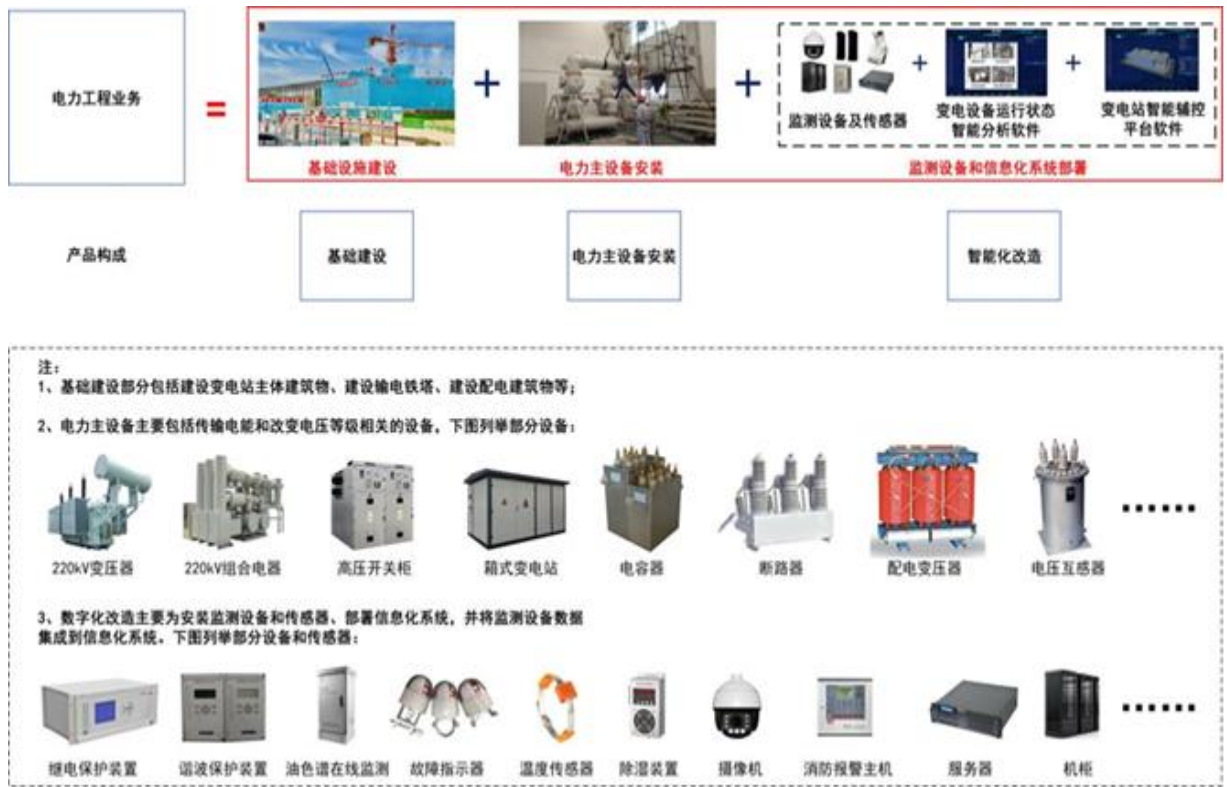 电力工程业务
=
+
+
监测设备及传感器
+
变电设备运行状态
智能分析软件
+
变电站智能辅控
平台软件
基础设施建设
电力主设备安装
监测设备和信息化系统部署
产品构成
基础建设
电力主设备安装
智能化改造
注：
1、基础建设部分包括建设变电站主体建筑物、建设输电铁塔、建设配电建筑物等；
2、电力主设备主要包括传输电能和改变电压等级相关的设备，下图列举部分设备：
220kV变压器
220kV组合电器
高压开关柜
箱式变电站
电容器
断路器
配电变压器
电压互感器
······
3、数字化改造主要为安装监测设备和传感器、部署信息化系统，并将监测设备数据
集成到信息化系统。下图列举部分设备和传感器：
继电保护装置
谐波保护装置
油色谱在线监测
故障指示器
温度传感器
除湿装置
摄像机
消防报警主机
服务器
机柜
······